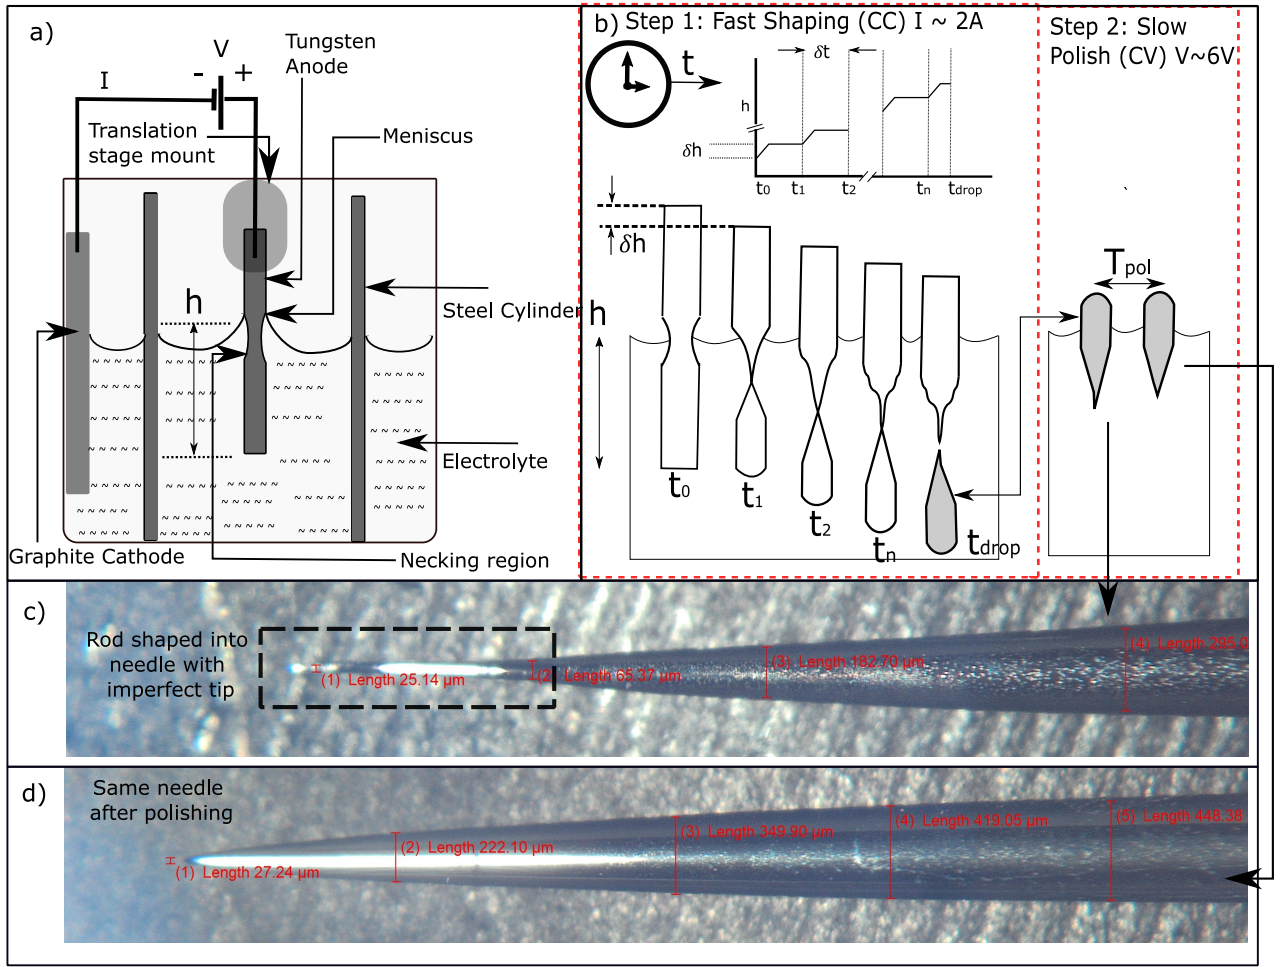 a)
I
V
-
+
Tungsten
Anode
Translation
stage mount
Meniscus
h
Steel Cylinder
Electrolyte
Graphite Cathode
Necking region
b) Step 1: Fast Shaping (CC) I ~ 2A
t
δt
h
δh
t0
t1
t2
tn
tdrop
δh
h
t0
t1
t2
tn
tdrop
Step 2: Slow
Polish (CV) V~6V
Tpol
c)
Rod shaped into
needle with
imperfect tip
(1) Length 25.14 µm
(2) Length 65.37 µm
(3) Length 182.70 µm
(4) Length 295.0
d)
Same needle
after polishing
(1) Length 27.24 µm
(2) Length 222.10 µm
(3) Length 349.90 µm
(4) Length 419.05 µm
(5) Length 448.38